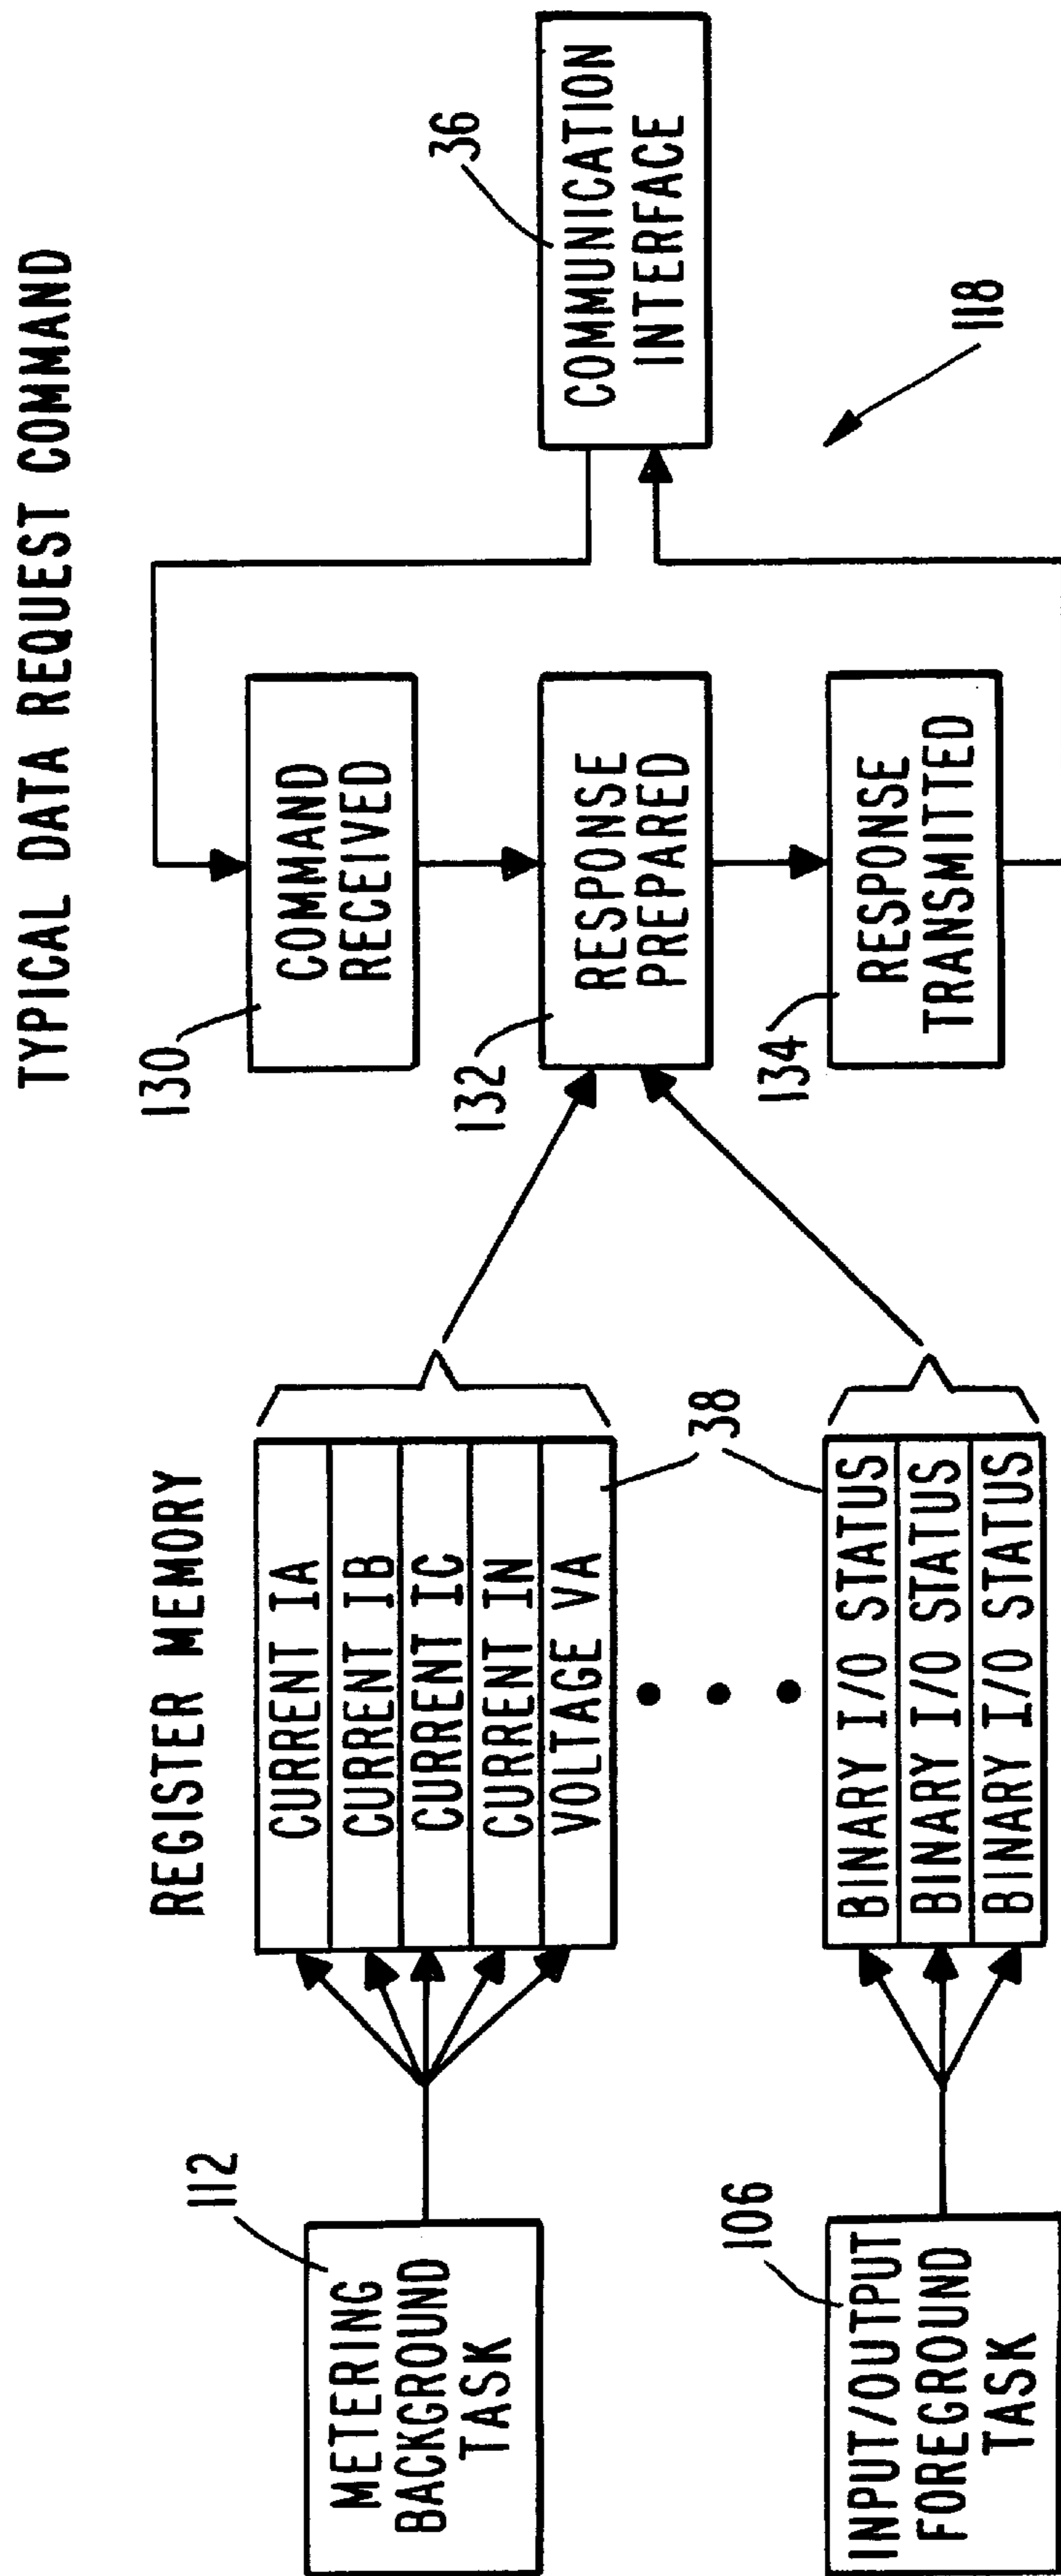 TYPICAL DATA REQUEST COMMAND
REGISTER MEMORY
112
METERING
BACKGROUND
TASK
CURRENT IA
CURRENT IB
CURRENT IC
CURRENT IN
VOLTAGE VA
38
106
INPUT/OUTPUT
FOREGROUND
TASK
BINARY I/O STATUS
BINARY I/O STATUS
BINARY I/O STATUS
130
COMMAND
RECEIVED
132
RESPONSE
PREPARED
134
RESPONSE
TRANSMITTED
36
COMMUNICATION
INTERFACE
118